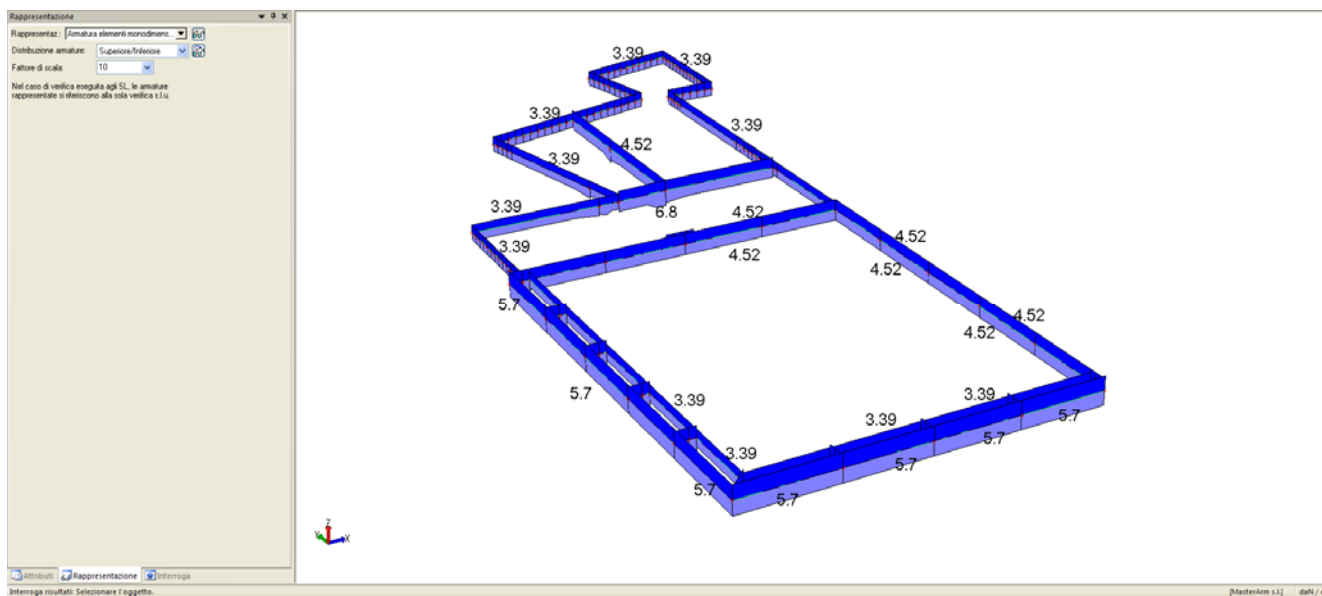 Rappresentazione
Rappresentaz.: Armatura elementi monodimens...
Distribuzione armature: Superiore/Inferiore
Fattore di scala: 10
Nel caso di verifica eseguita agli SL, le armature
rappresentate si riferiscono alla sola verifica s.l.u.
3.39 3.39
3.39
4.52
3.39
3.39
3.39
6.8
4.52
3.39
4.52
4.52
4.52
5.7
4.52
4.52
5.7
3.39
3.39
3.39
3.39
5.7
5.7
5.7
5.7
5.7
Z
Y
X
Attributi Rappresentazione Interroga
Interroga risultati: Selezionare l'oggetto. [MasterArm s.l.] daN /